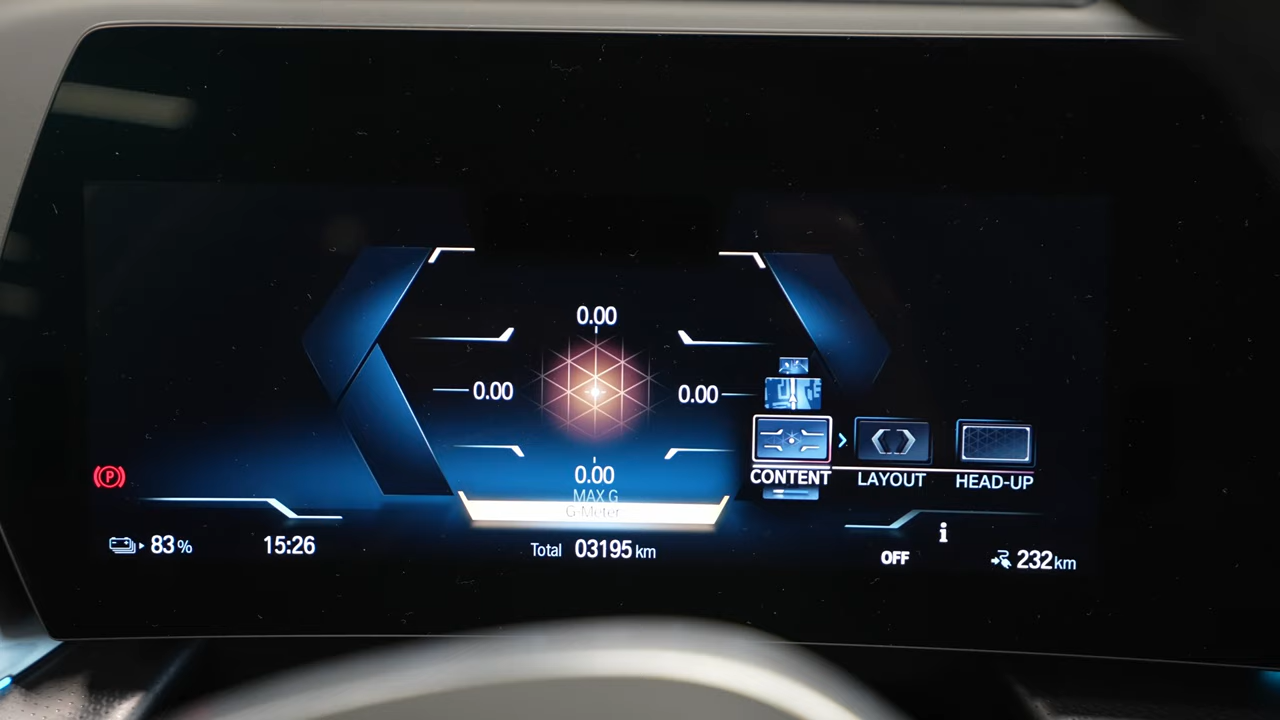 0.00
0.00
0.00
0.00
MAX G
G-Meter
CONTENT
LAYOUT
HEAD-UP
P
83 %
15:26
Total 03195 km
OFF
i
232 km